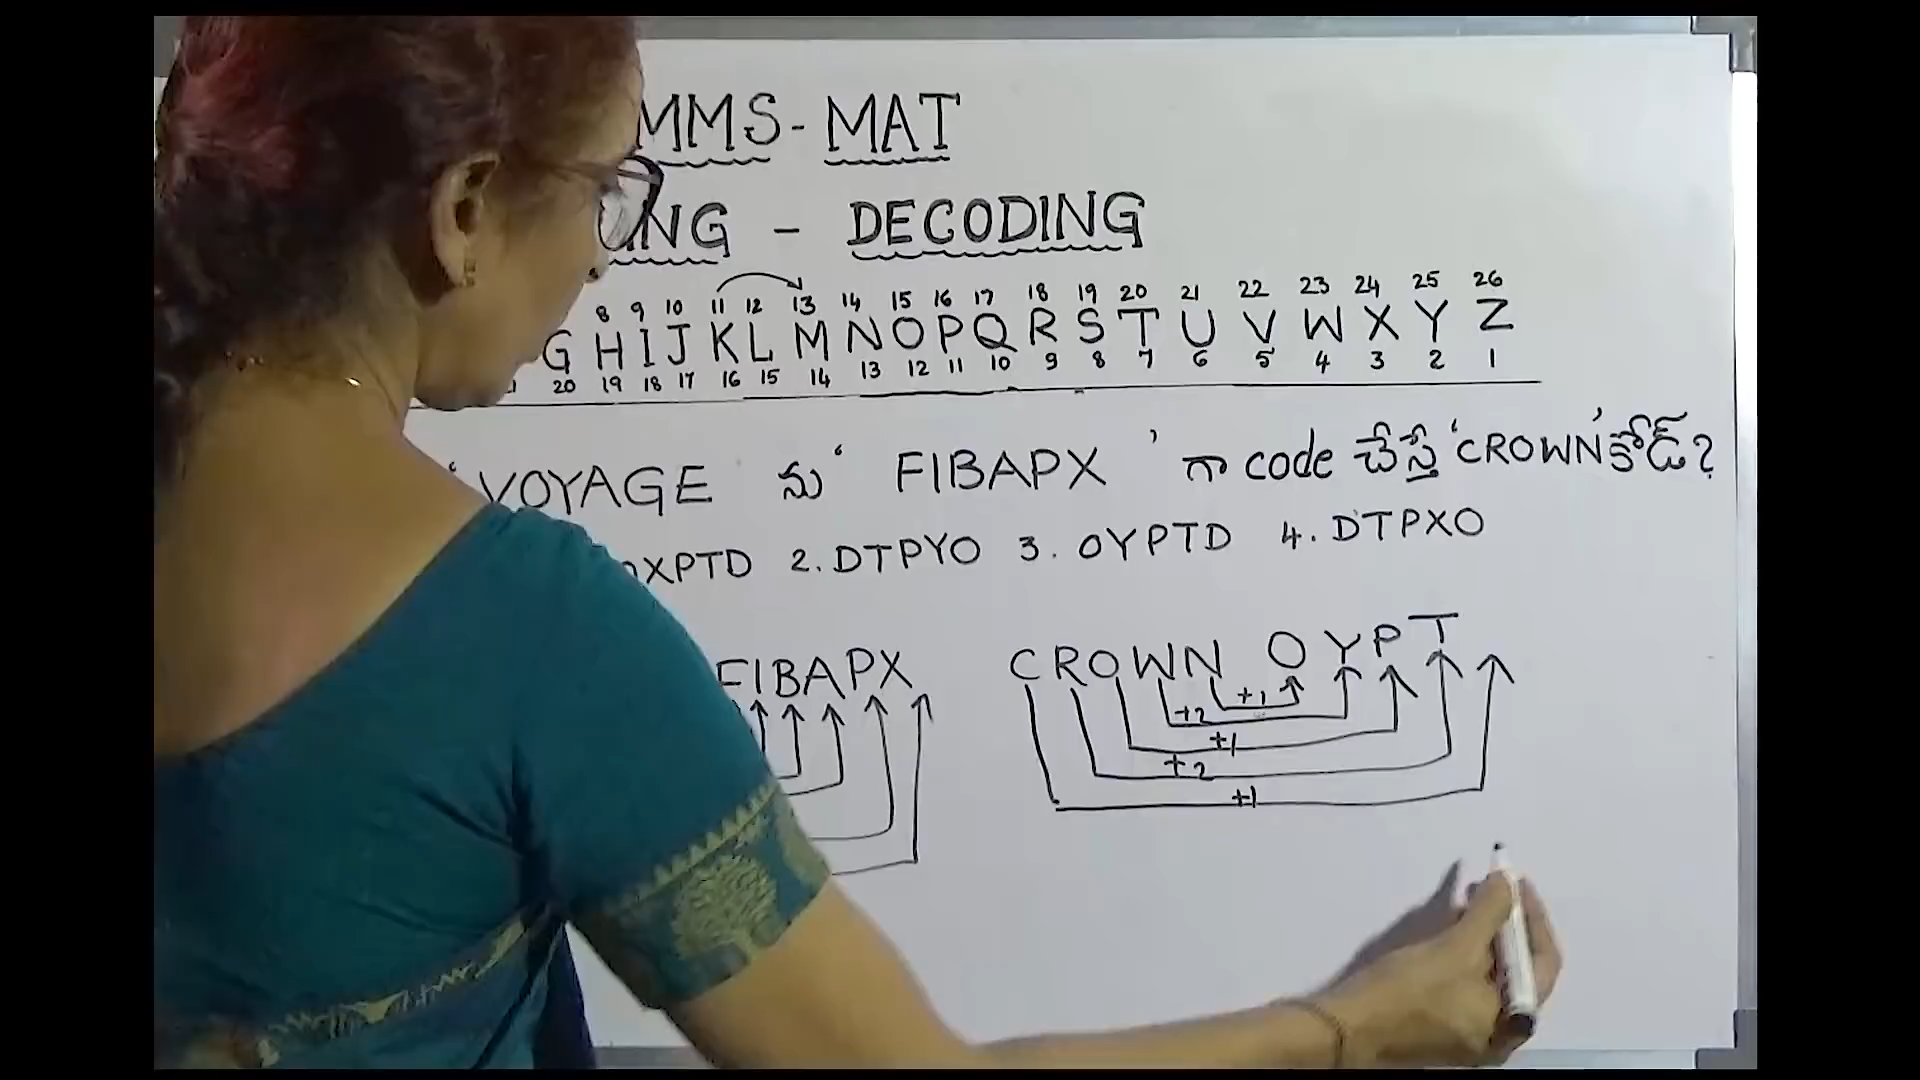 MMS - MAT
- DECODING
8 9 10 11 12 13 14 15 16 17 18 19 20 21 22 23 24 25 26
G H I J K L M N O P Q R S T U V W X Y Z
20 19 18 17 16 15 14 13 12 11 10 9 8 7 6 5 4 3 2 1
'VOYAGE ను ' FIBAPX ' గా code చేస్తే 'CROWN' కోడ్?
XPTD 2. DTPYO 3. OYPTD 4. DTPXO
FIBAPX CROWN OYPT
+1
+2
+1
+2
+1